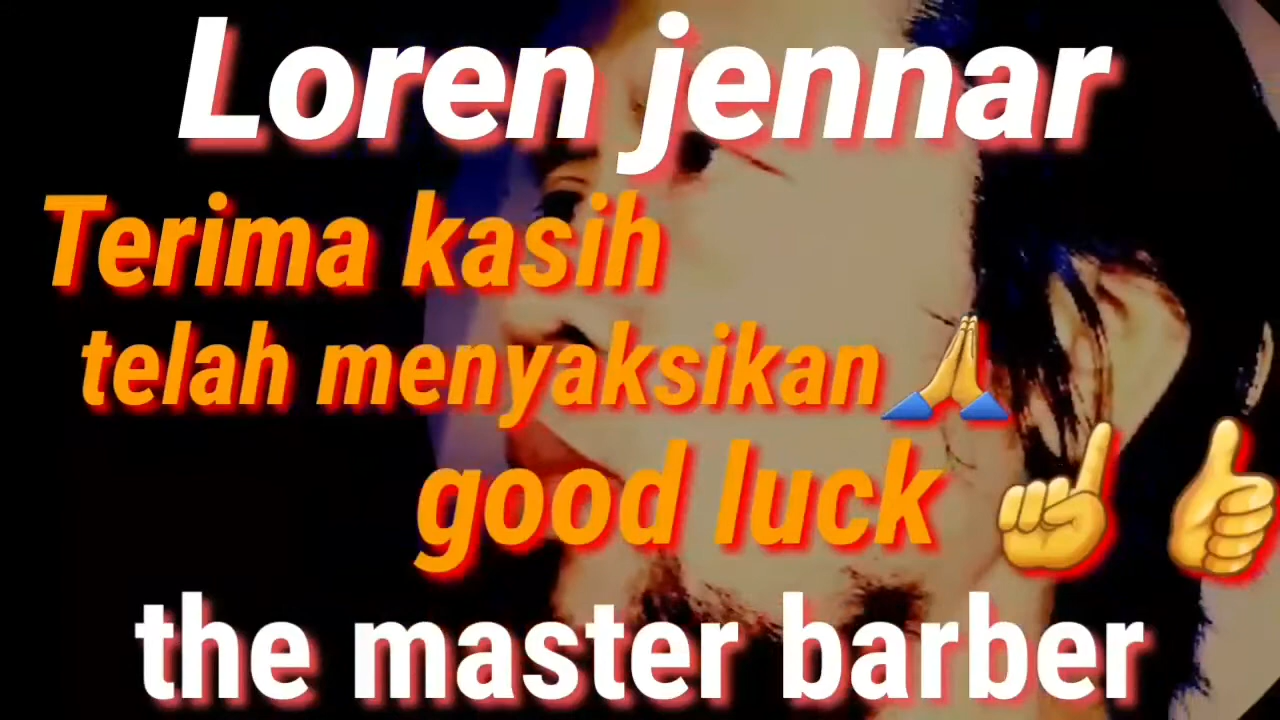 Loren jennar
Terima kasih
telah menyaksikan🙏
good luck ☝👍
the master barber